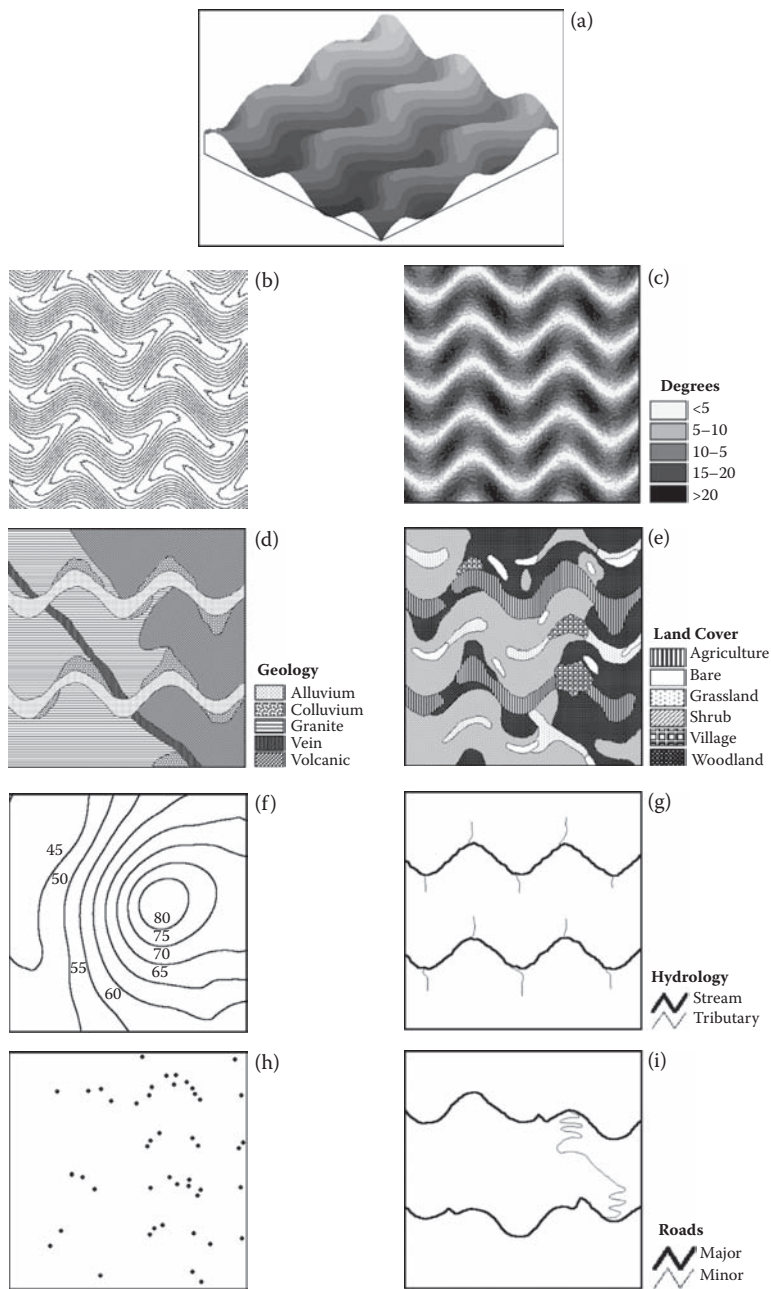 (a)
(b)
(c)
Degrees
<5
5–10
10–5
15–20
>20
(d)
Geology
Alluvium
Colluvium
Granite
Vein
Volcanic
(e)
Land Cover
Agriculture
Bare
Grassland
Shrub
Village
Woodland
(f)
45
50
55
60
80
75
70
65
(g)
Hydrology
Stream
Tributary
(h)
(i)
Roads
Major
Minor